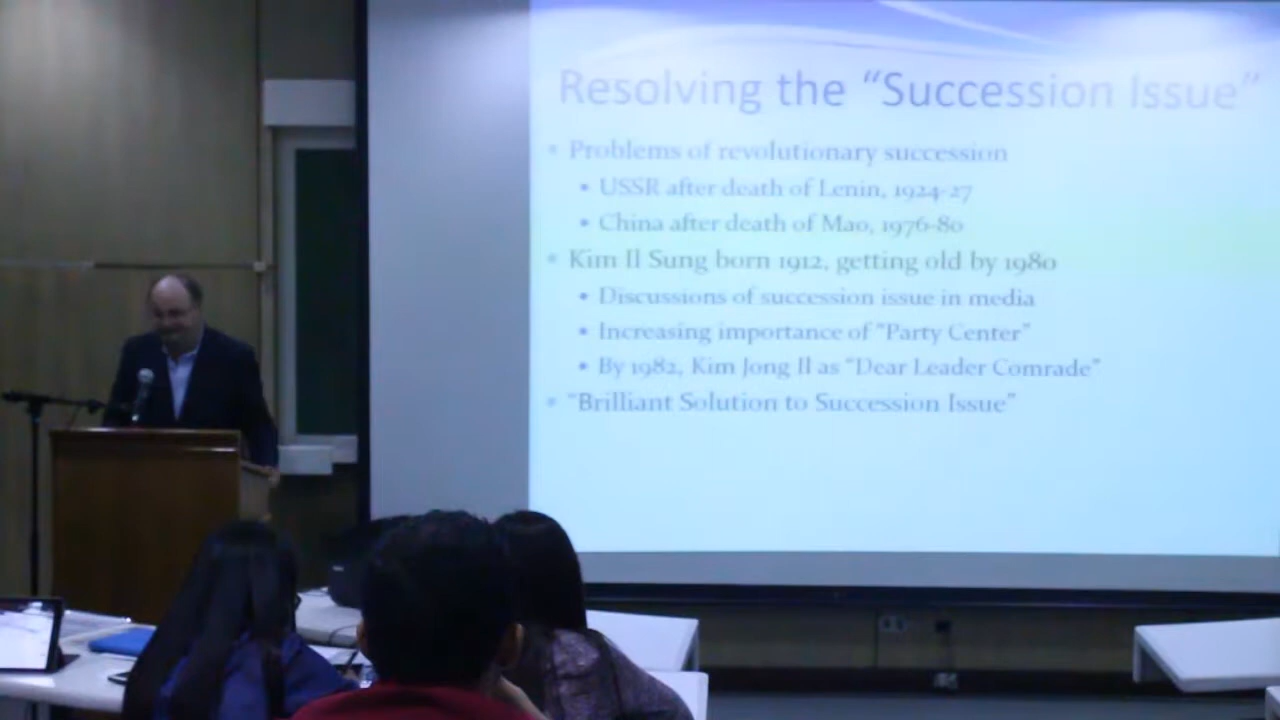 Resolving the “Succession Issue”
• Problems of revolutionary succession
• USSR after death of Lenin, 1924-27
• China after death of Mao, 1976-80
• Kim Il Sung born 1912, getting old by 1980
• Discussions of succession issue in media
• Increasing importance of "Party Center"
• By 1982, Kim Jong Il as “Dear Leader Comrade”
• “Brilliant Solution to Succession Issue”